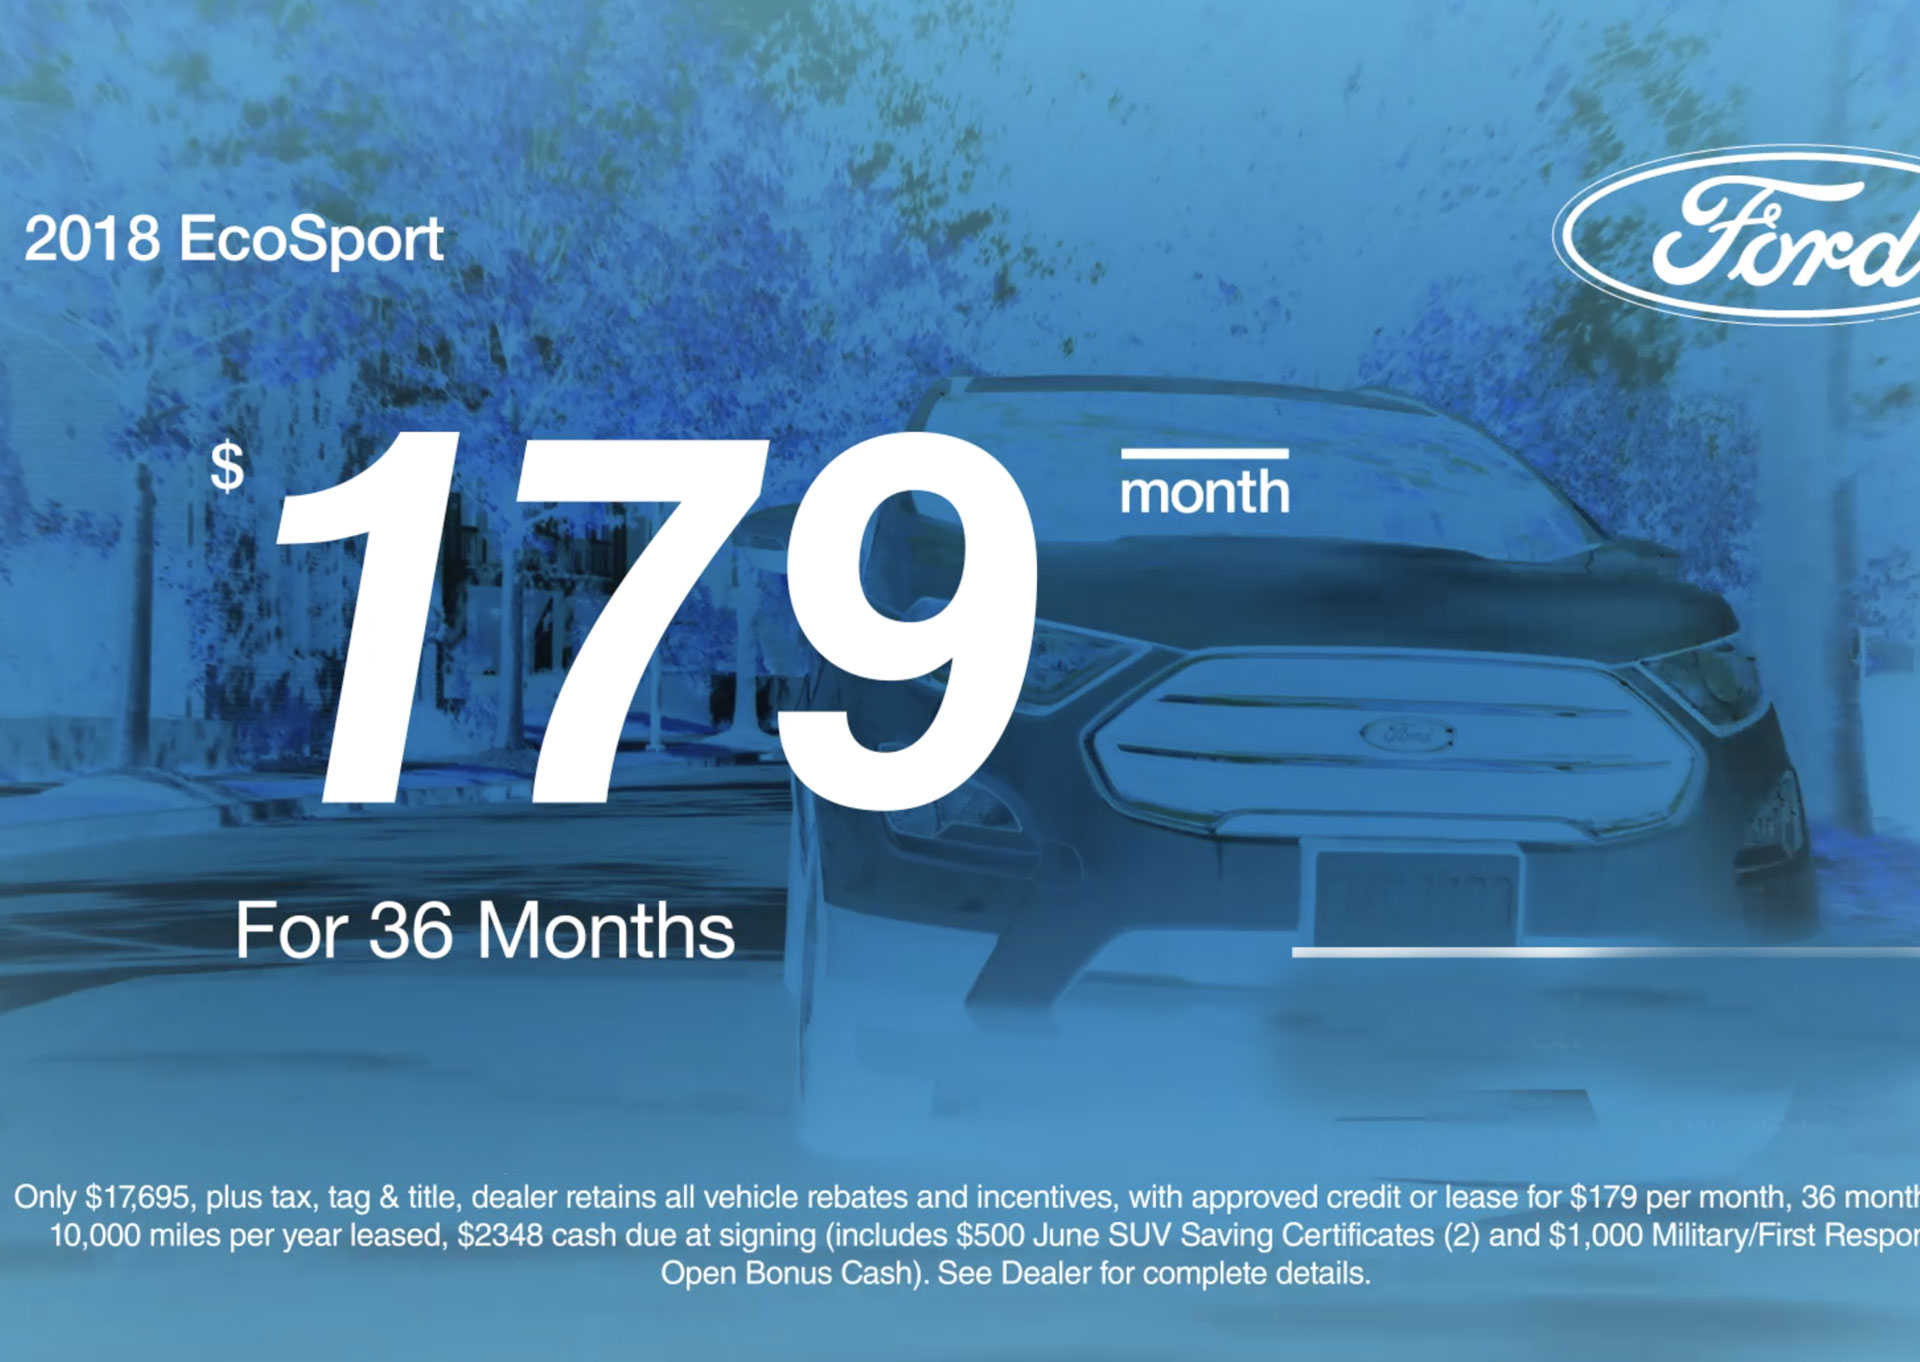 2018 EcoSport
Ford
$179 month
Ford
For 36 Months
Only $17,695, plus tax, tag & title, dealer retains all vehicle rebates and incentives, with approved credit or lease for $179 per month, 36 month
10,000 miles per year leased, $2348 cash due at signing (includes $500 June SUV Saving Certificates (2) and $1,000 Military/First Respon
Open Bonus Cash). See Dealer for complete details.